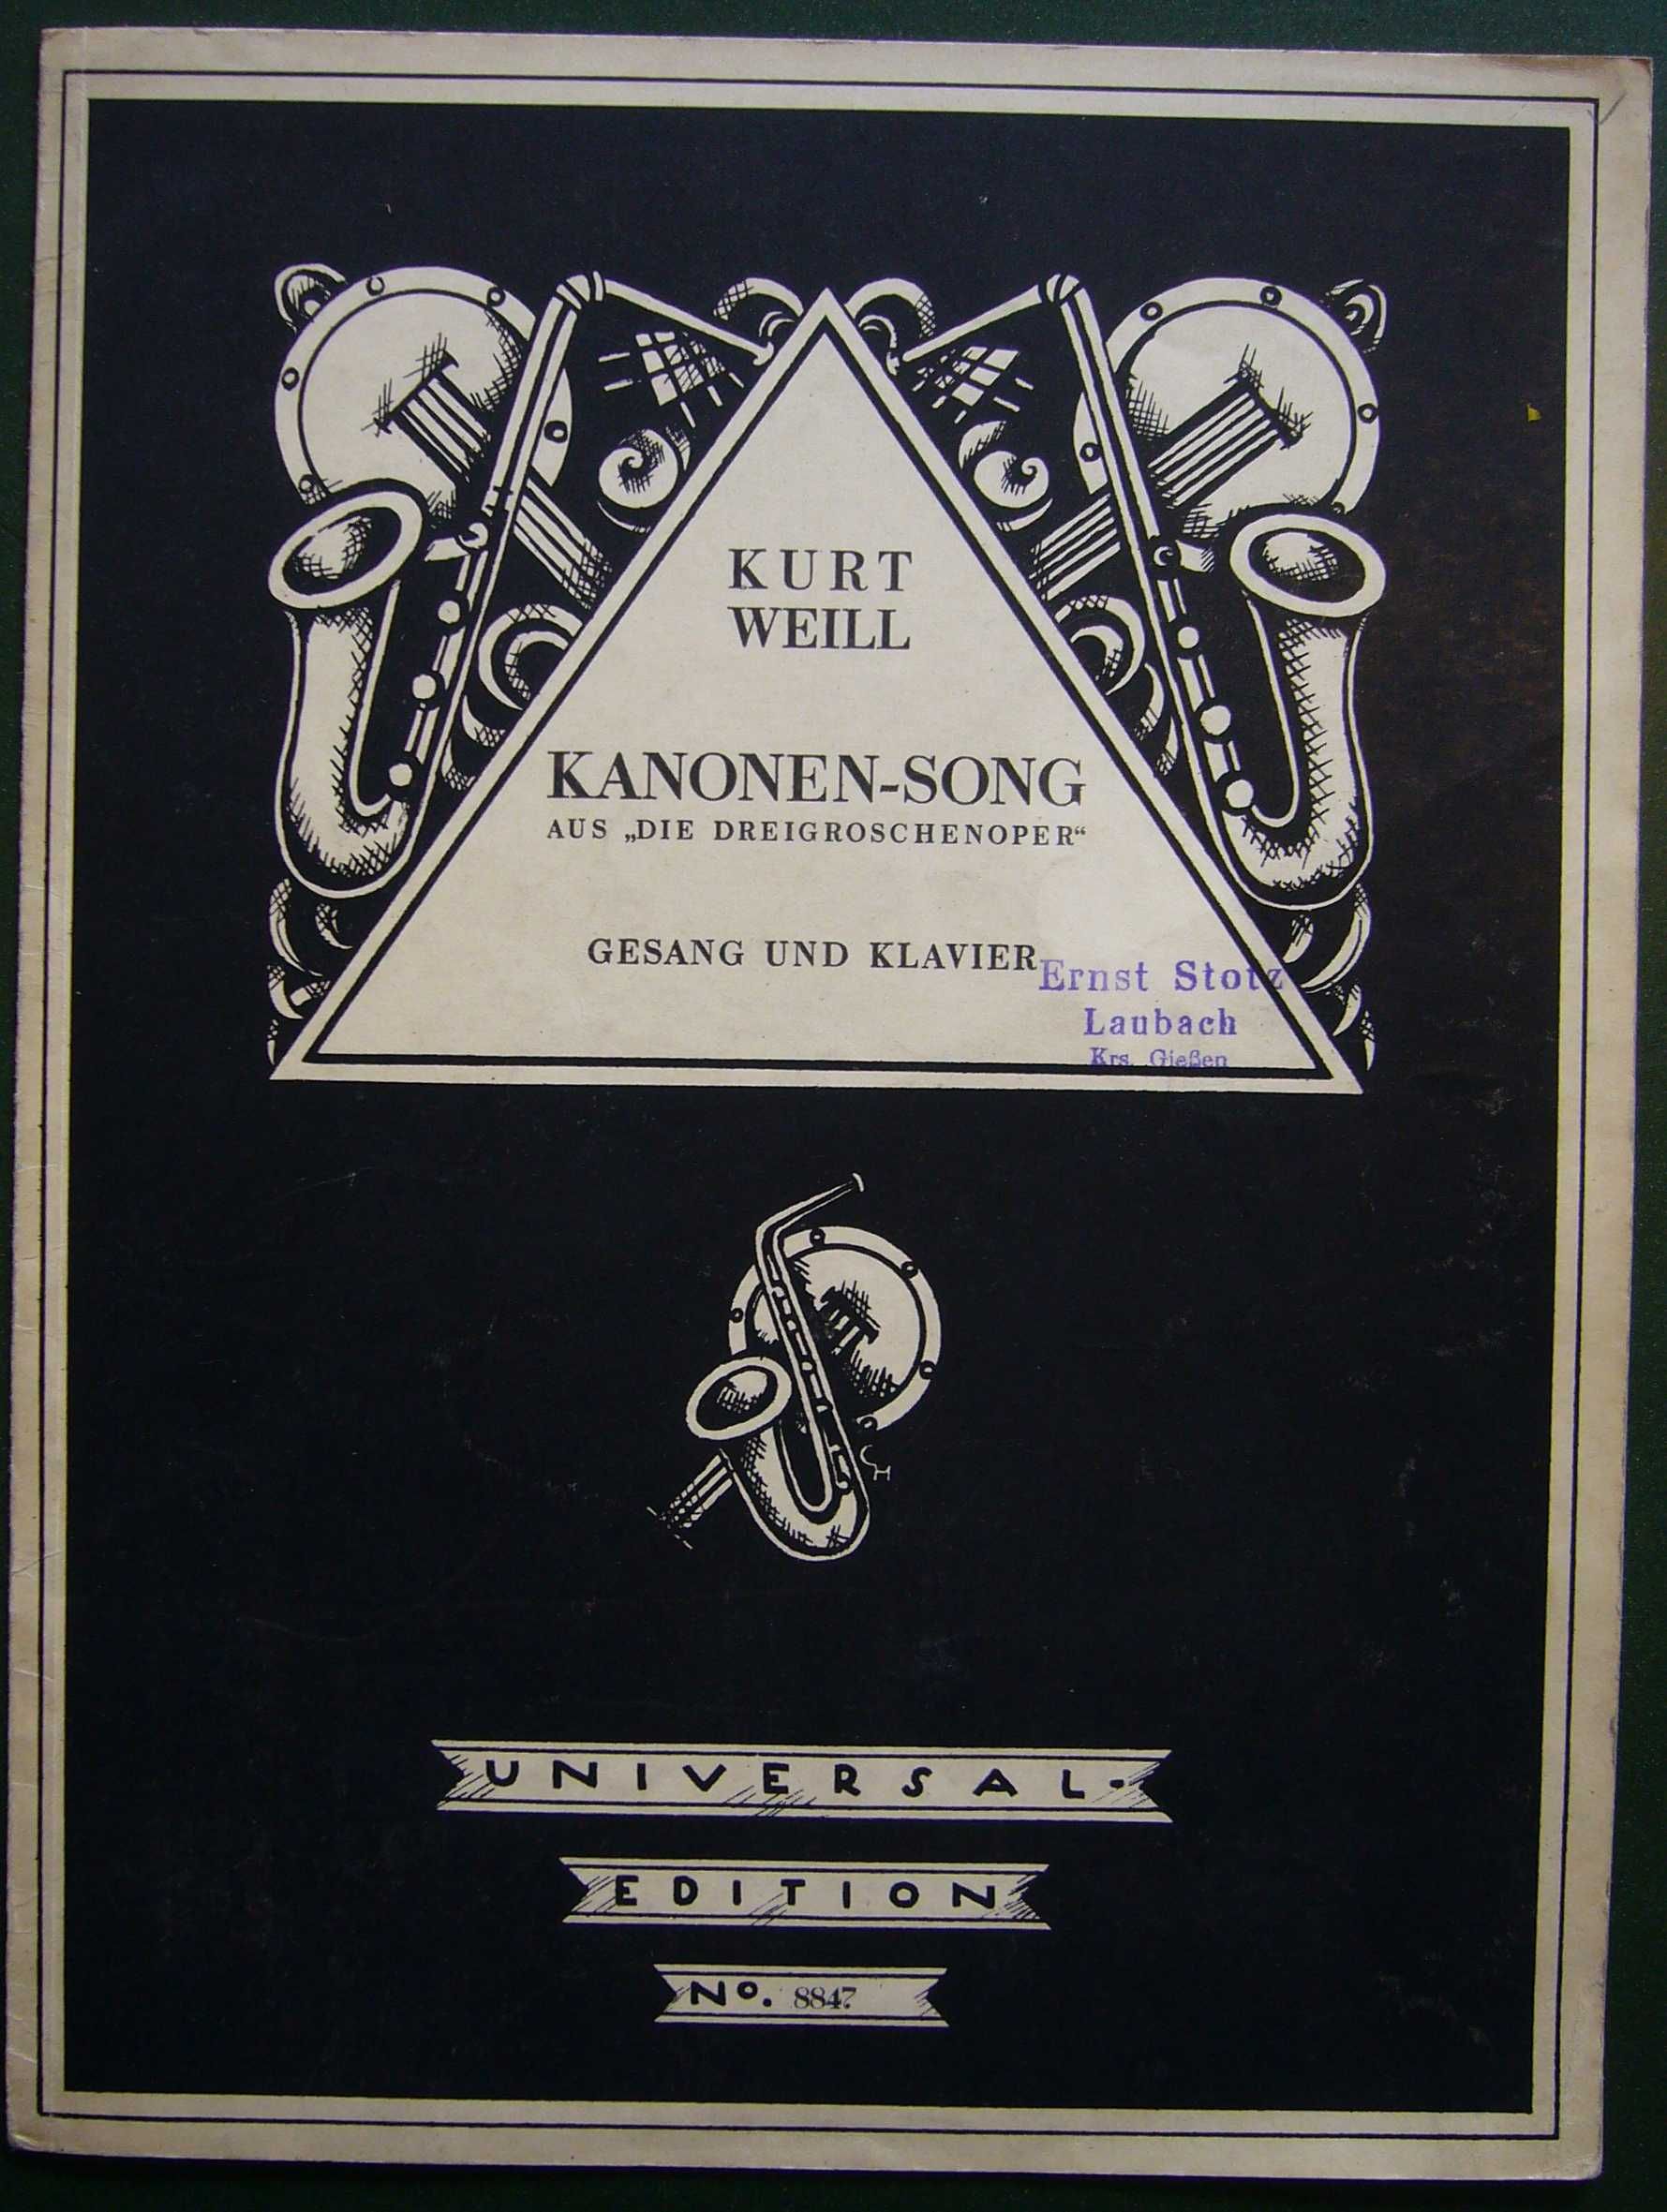 KURT
WEILL
KANONEN-SONG
AUS „DIE DREIGROSCHENOPER“
GESANG UND KLAVIER
Ernst Stotz
Laubach
Krs. Gießen
CH
UNIVERSAL-
EDITION
No. 8847